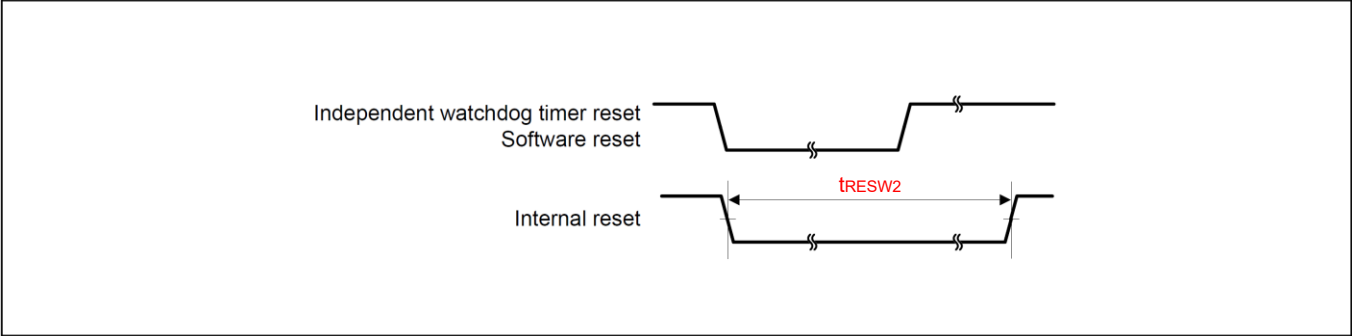 Independent watchdog timer reset
Software reset
tRESW2
Internal reset